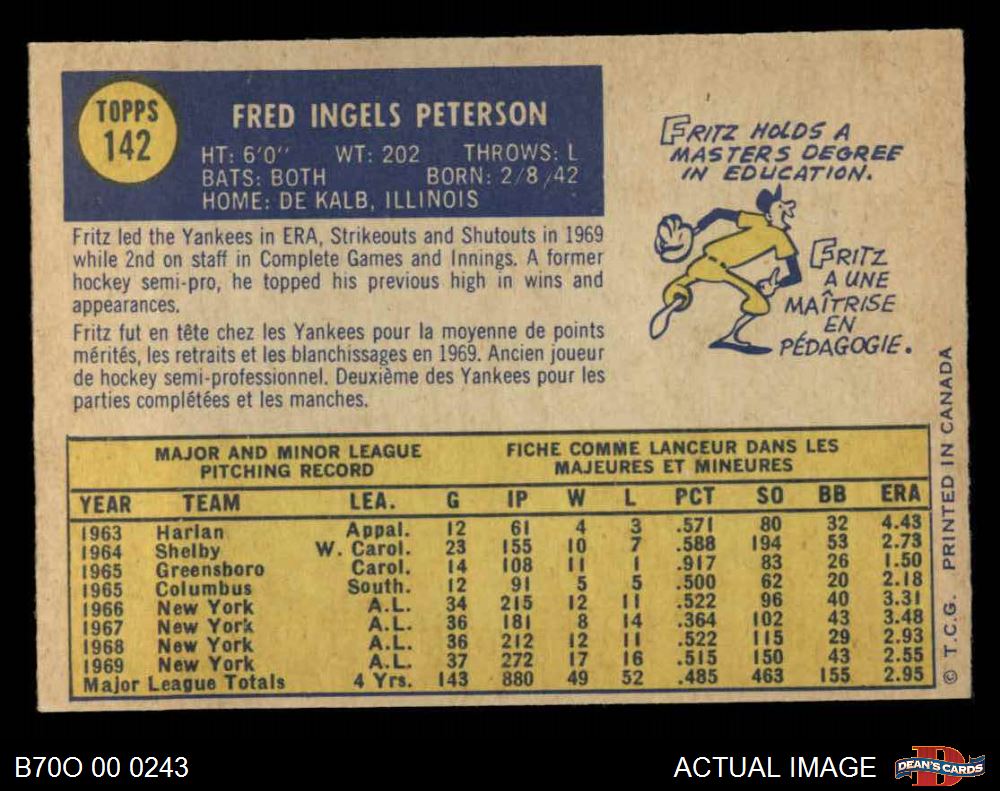 TOPPS
142
FRED INGELS PETERSON
HT: 6'0" WT: 202 THROWS: L
BATS: BOTH BORN: 2/8/42
HOME: DE KALB, ILLINOIS
Fritz led the Yankees in ERA, Strikeouts and Shutouts in 1969
while 2nd on staff in Complete Games and Innings. A former
hockey semi-pro, he topped his previous high in wins and
appearances.
Fritz fut en tête chez les Yankees pour la moyenne de points
mérités, les retraits et les blanchissages en 1969. Ancien joueur
de hockey semi-professionnel. Deuxième des Yankees pour les
parties complétées et les manches.
FRITZ HOLDS A
MASTERS DEGREE
IN EDUCATION.
FRITZ
A UNE
MAÎTRISE
EN
PÉDAGOGIE.
MAJOR AND MINOR LEAGUE
PITCHING RECORD
FICHE COMME LANCEUR DANS LES
MAJEURES ET MINEURES
YEAR TEAM LEA. G IP W L PCT SO BB ERA
1963 Harlan Appal. 12 61 4 3 .571 80 32 4.43
1964 Shelby W. Carol. 23 155 10 7 .588 194 53 2.73
1965 Greensboro Carol. 14 108 11 1 .917 83 26 1.50
1965 Columbus South. 12 91 5 5 .500 62 20 2.18
1966 New York A.L. 34 215 12 11 .522 96 40 3.31
1967 New York A.L. 36 181 8 14 .364 102 43 3.48
1968 New York A.L. 36 212 12 11 .522 115 29 2.93
1969 New York A.L. 37 272 17 16 .515 150 43 2.55
Major League Totals 4 Yrs. 143 880 49 52 .485 463 155 2.95
© T.C.G. PRINTED IN CANADA
B70O 00 0243
ACTUAL IMAGE
DEAN'S CARDS